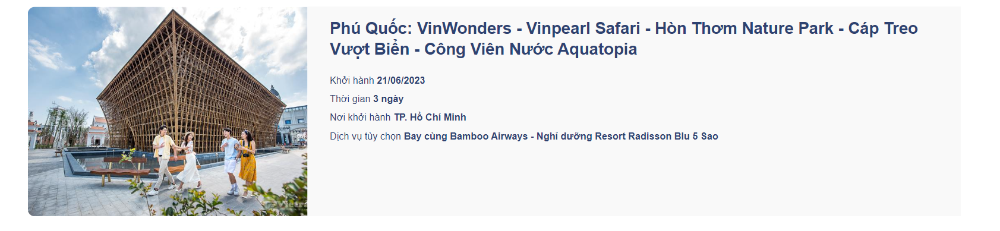 Phú Quốc: VinWonders - Vinpearl Safari - Hòn Thơm Nature Park - Cáp Treo
Vượt Biển - Công Viên Nước Aquatopia
Khởi hành 21/06/2023
Thời gian 3 ngày
Nơi khởi hành TP. Hồ Chí Minh
Dịch vụ tùy chọn Bay cùng Bamboo Airways - Nghỉ dưỡng Resort Radisson Blu 5 Sao